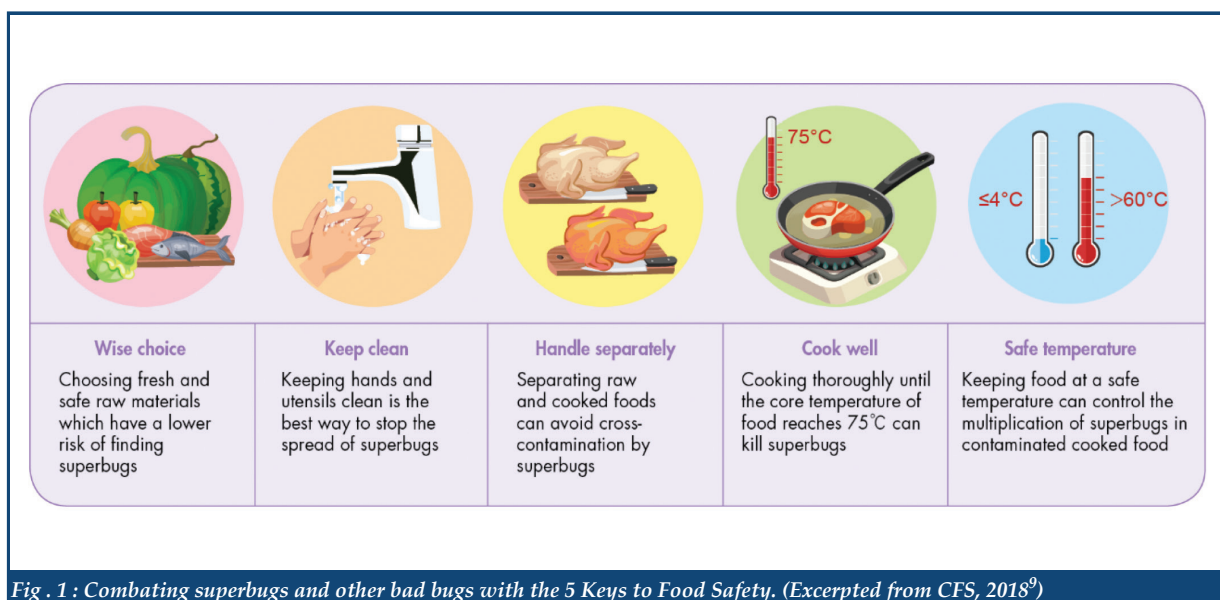 75°C
≤4°C
>60°C
Wise choice
Choosing fresh and
safe raw materials
which have a lower
risk of finding
superbugs
Keep clean
Keeping hands and
utensils clean is the
best way to stop the
spread of superbugs
Handle separately
Separating raw
and cooked foods
can avoid cross-
contamination by
superbugs
Cook well
Cooking thoroughly until
the core temperature of
food reaches 75℃ can
kill superbugs
Safe temperature
Keeping food at a safe
temperature can control the
multiplication of superbugs in
contaminated cooked food
Fig . 1 : Combating superbugs and other bad bugs with the 5 Keys to Food Safety. (Excerpted from CFS, 2018⁹)